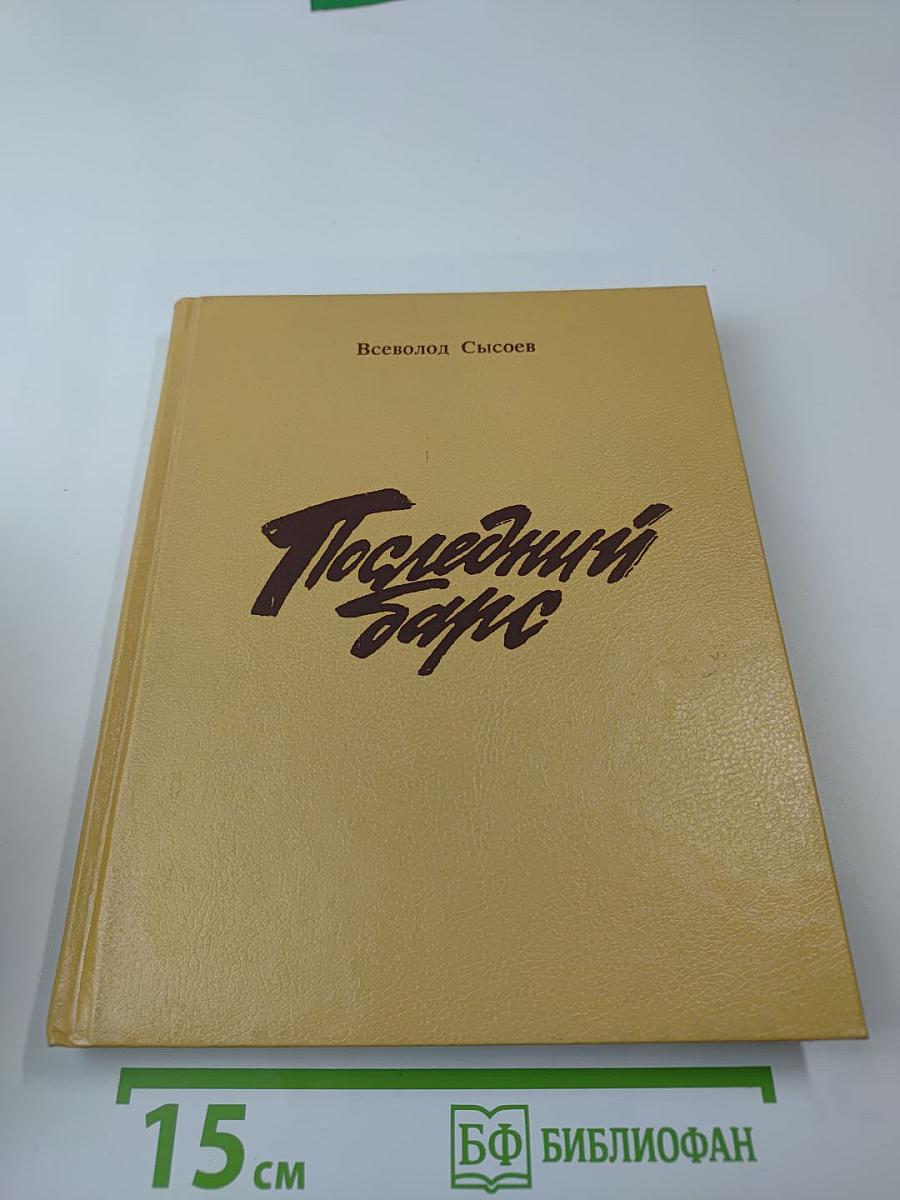 Всеволод Сысоев
Последний
барс
15 см
БФ БИБЛИОФАН